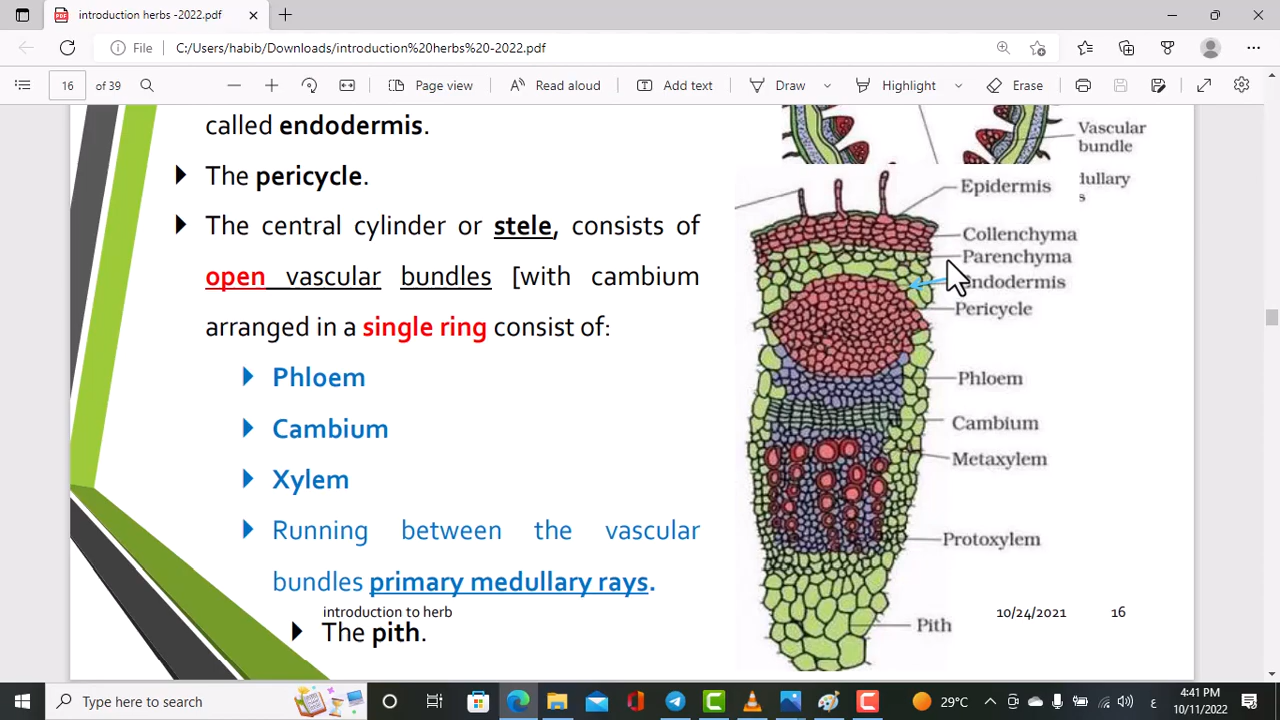 introduction herbs -2022.pdf
File
C:/Users/habib/Downloads/introduction%20herbs%20-2022.pdf
16 of 39
Page view
Read aloud
Add text
Draw
Highlight
Erase
called endodermis.
The pericycle.
The central cylinder or stele, consists of
open vascular bundles [with cambium
arranged in a single ring consist of:
Phloem
Cambium
Xylem
Running between the vascular
bundles primary medullary rays.
introduction to herb
The pith.
Vascular
bundle
dullary
s
Epidermis
Collenchyma
Parenchyma
Endodermis
Pericycle
Phloem
Cambium
Metaxylem
Protoxylem
Pith
10/24/2021
16
Type here to search
29°C
ع
4:41 PM
10/11/2022